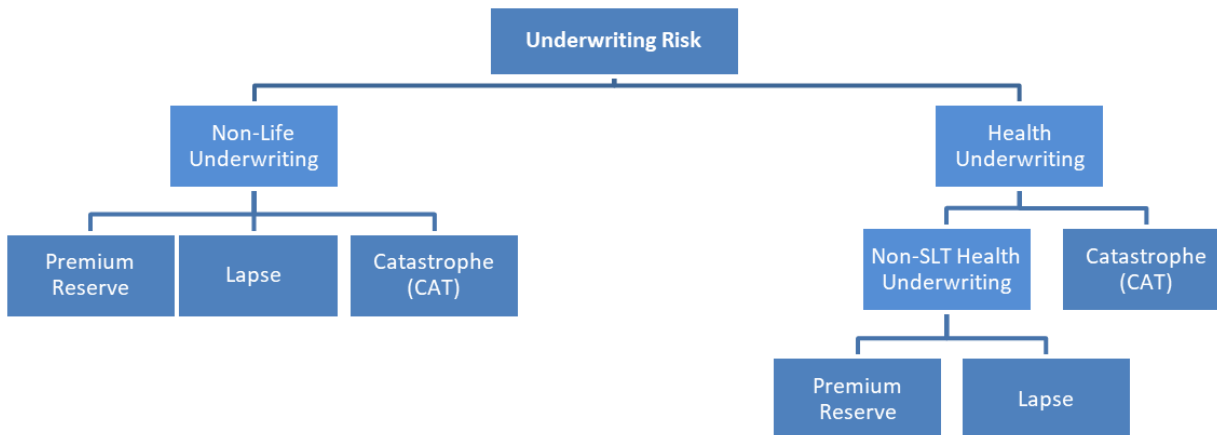 Underwriting Risk
Non-Life
Underwriting
Health
Underwriting
Premium
Reserve
Lapse
Catastrophe
(CAT)
Non-SLT Health
Underwriting
Catastrophe
(CAT)
Premium
Reserve
Lapse